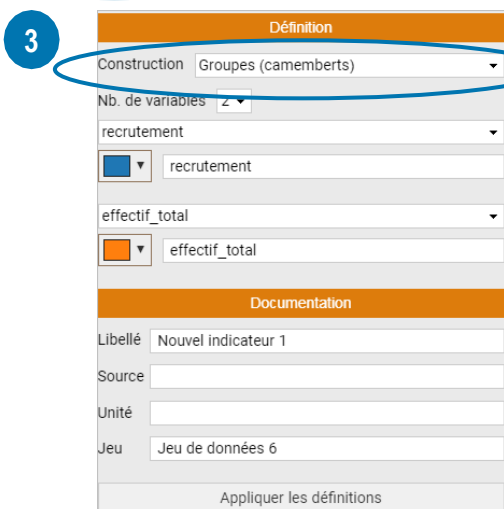 3
Définition
Construction Groupes (camemberts)
Nb. de variables 2
recrutement
recrutement
effectif_total
effectif_total
Documentation
Libellé Nouvel indicateur 1
Source
Unité
Jeu Jeu de données 6
Appliquer les définitions